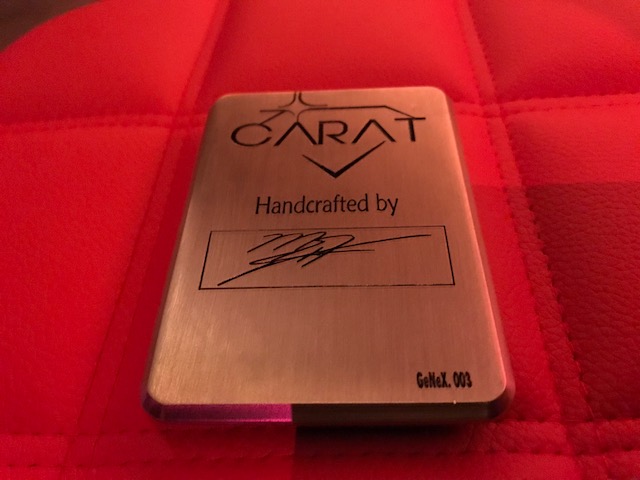 CARAT
Handcrafted by
GeNeX. 003